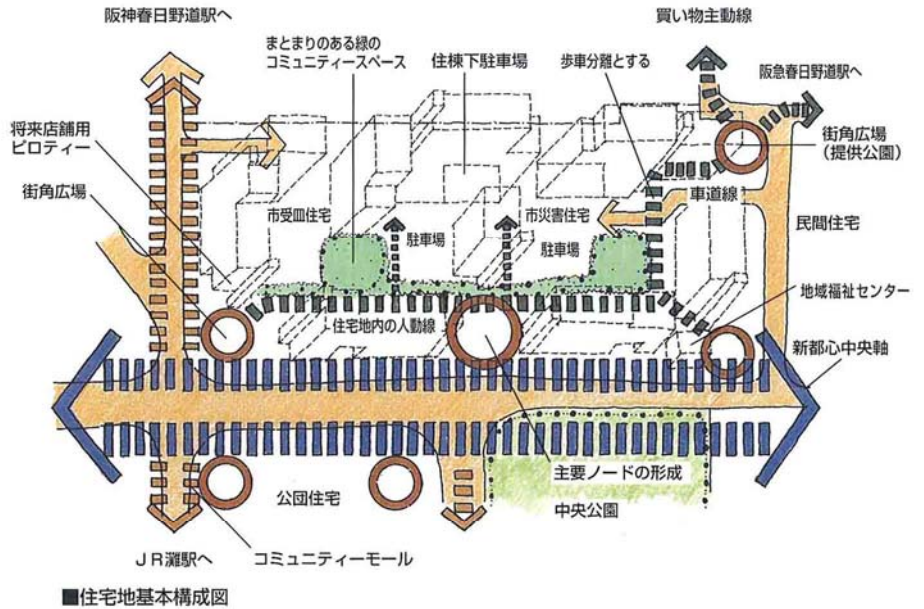 阪神春日野道駅へ
買い物主動線
まとまりのある緑の
コミュニティースペース
住棟下駐車場
歩車分離とする
阪急春日野道駅へ
将来店舗用
ピロティー
街角広場
街角広場
（提供公園）
車道線
市受皿住宅
駐車場
市災害住宅
駐車場
民間住宅
地域福祉センター
住宅地内の人動線
新都心中央軸
主要ノードの形成
公団住宅
中央公園
ＪＲ灘駅へ
コミュニティーモール
■住宅地基本構成図